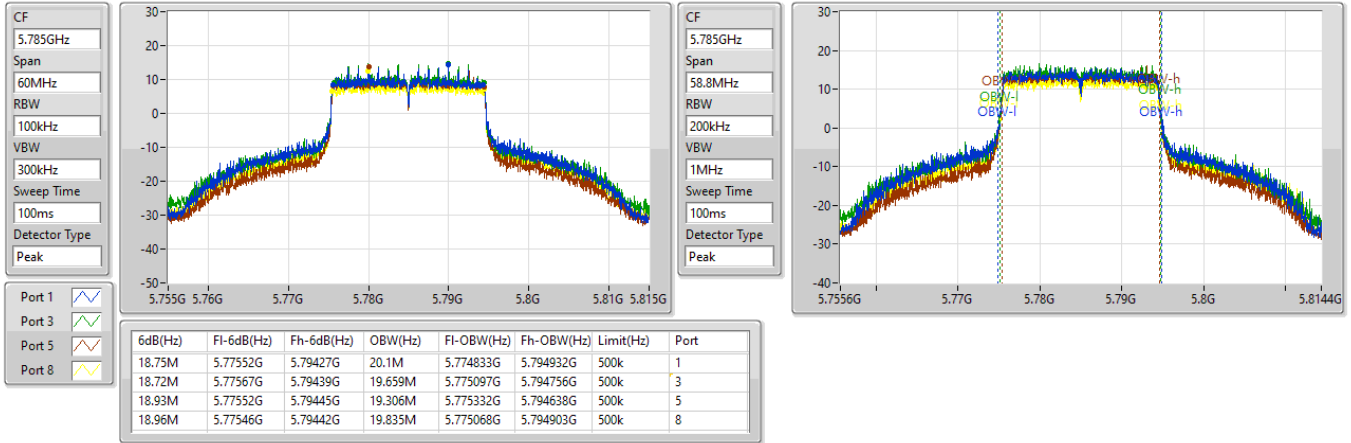 CF
5.785GHz
Span
60MHz
RBW
100kHz
VBW
300kHz
Sweep Time
100ms
Detector Type
Peak
30
20
10
0
-10
-20
-30
-40
-50
5.755G 5.76G 5.77G 5.78G 5.79G 5.8G 5.81G 5.815G
CF
5.785GHz
Span
58.8MHz
RBW
200kHz
VBW
1MHz
Sweep Time
100ms
Detector Type
Peak
30
20
10
0
-10
-20
-30
-40
5.7556G 5.77G 5.78G 5.79G 5.8G 5.8144G
OBW-l
OBW-h
OBW-l
OBW-h
Port 1
Port 3
Port 5
Port 8
6dB(Hz) Fl-6dB(Hz) Fh-6dB(Hz) OBW(Hz) Fl-OBW(Hz) Fh-OBW(Hz) Limit(Hz) Port
18.75M 5.77552G 5.79427G 20.1M 5.774833G 5.794932G 500k 1
18.72M 5.77567G 5.79439G 19.659M 5.775097G 5.794756G 500k 3
18.93M 5.77552G 5.79445G 19.306M 5.775332G 5.794638G 500k 5
18.96M 5.77546G 5.79442G 19.835M 5.775068G 5.794903G 500k 8